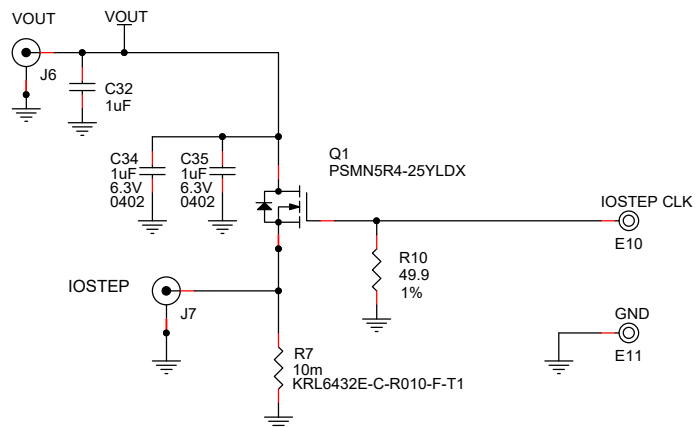 VOUT
VOUT
J6
C32
1uF
C34
1uF
6.3V
0402
C35
1uF
6.3V
0402
Q1
PSMN5R4-25YLDX
IOSTEP CLK
E10
R10
49.9
1%
IOSTEP
J7
GND
E11
R7
10m
KRL6432E-C-R010-F-T1